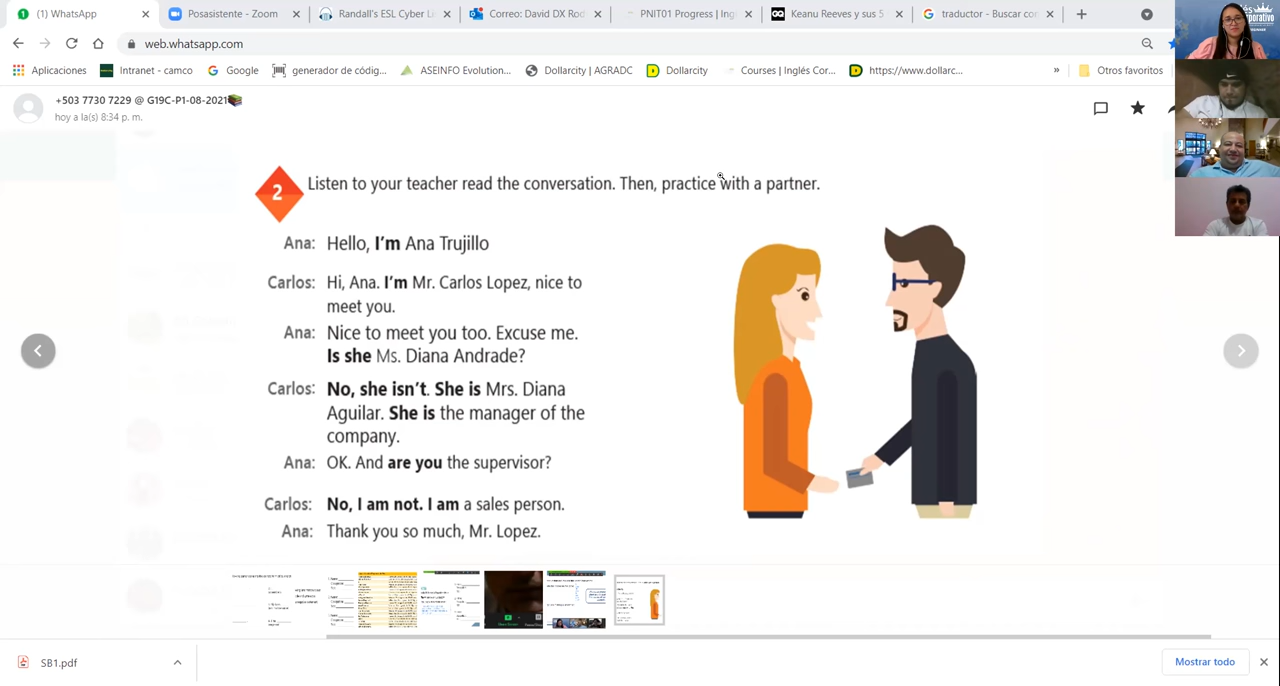 (1) WhatsApp
Posasistente - Zoom
Randall's ESL Cyber Li
Correo: David DX Rod
PNIT01 Progress | Ing
Keanu Reeves y sus 5
GQ
traductor - Buscar con
web.whatsapp.com
Aplicaciones
Intranet - camco
Google
generador de códig...
ASEINFO Evolution...
Dollarcity | AGRADC
Dollarcity
Courses | Inglés Cor...
https://www.dollarc...
»
Otros favoritos
+503 7730 7229 @ G19C-P1-08-2021
hoy a la(s) 8:34 p. m.
2
Listen to your teacher read the conversation. Then, practice with a partner.
Ana: Hello, I'm Ana Trujillo
Carlos: Hi, Ana. I'm Mr. Carlos Lopez, nice to
meet you.
Ana: Nice to meet you too. Excuse me.
Is she Ms. Diana Andrade?
Carlos: No, she isn't. She is Mrs. Diana
Aguilar. She is the manager of the
company.
Ana: OK. And are you the supervisor?
Carlos: No, I am not. I am a sales person.
Ana: Thank you so much, Mr. Lopez.
SB1.pdf
Mostrar todo